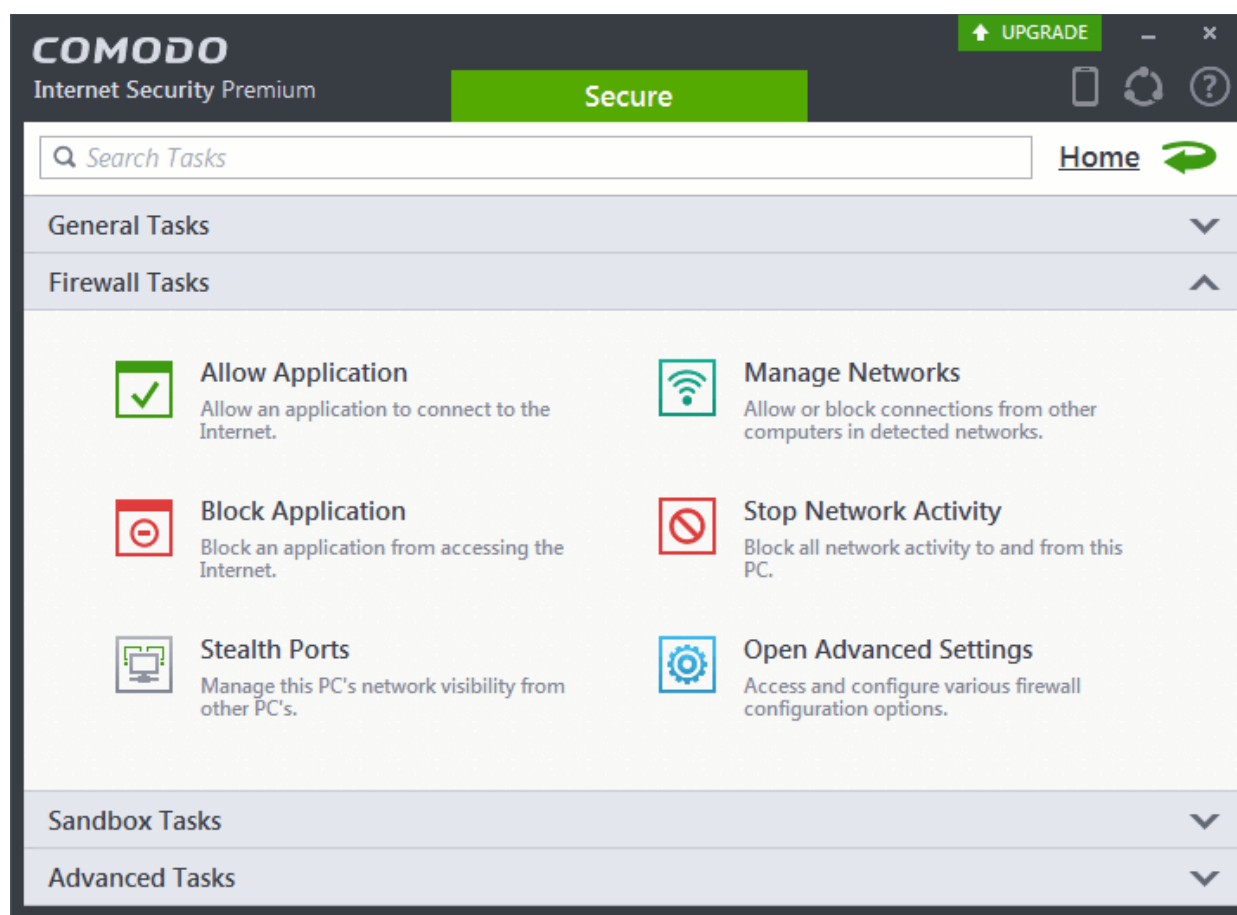 COMODO
Internet Security Premium
UPGRADE
Secure
Search Tasks
Home
General Tasks
Firewall Tasks
Allow Application
Allow an application to connect to the
Internet.
Manage Networks
Allow or block connections from other
computers in detected networks.
Block Application
Block an application from accessing the
Internet.
Stop Network Activity
Block all network activity to and from this
PC.
Stealth Ports
Manage this PC's network visibility from
other PC's.
Open Advanced Settings
Access and configure various firewall
configuration options.
Sandbox Tasks
Advanced Tasks